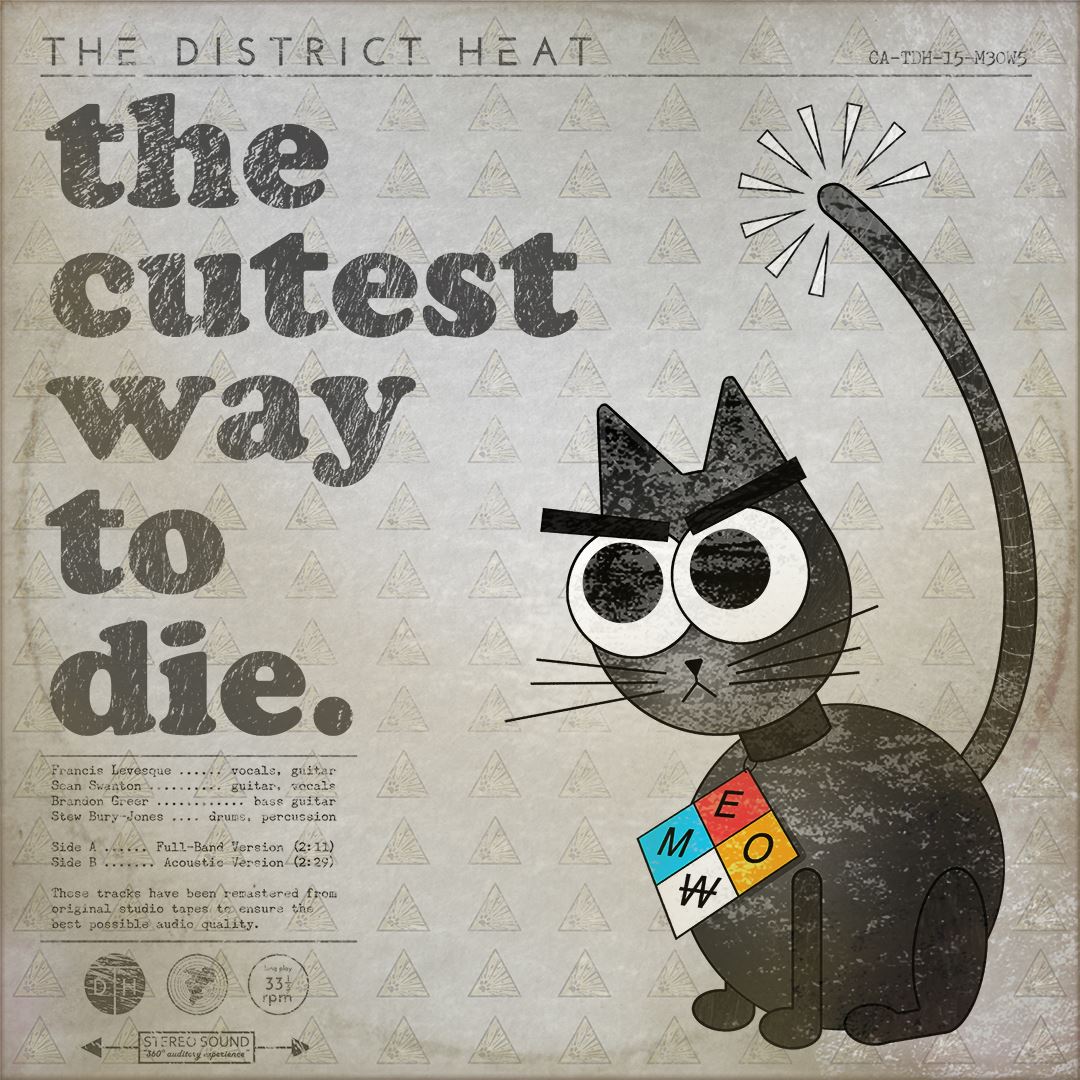 THE DISTRICT HEAT
CA-TDH-15-M3OW5
the
cutest
way
to
die.
Francis Levesque ...... vocals, guitar
Sean Swanton .......... guitar, vocals
Brandon Greer ............ bass guitar
Stew Bury-Jones .... drums, percussion
Side A ...... Full-Band Version (2:11)
Side B ....... Acoustic Version (2:29)
These tracks have been remastered from
original studio tapes to ensure the
best possible audio quality.
M E O W
D H
long play
33⅓
rpm
STEREO SOUND
"360° auditory experience"